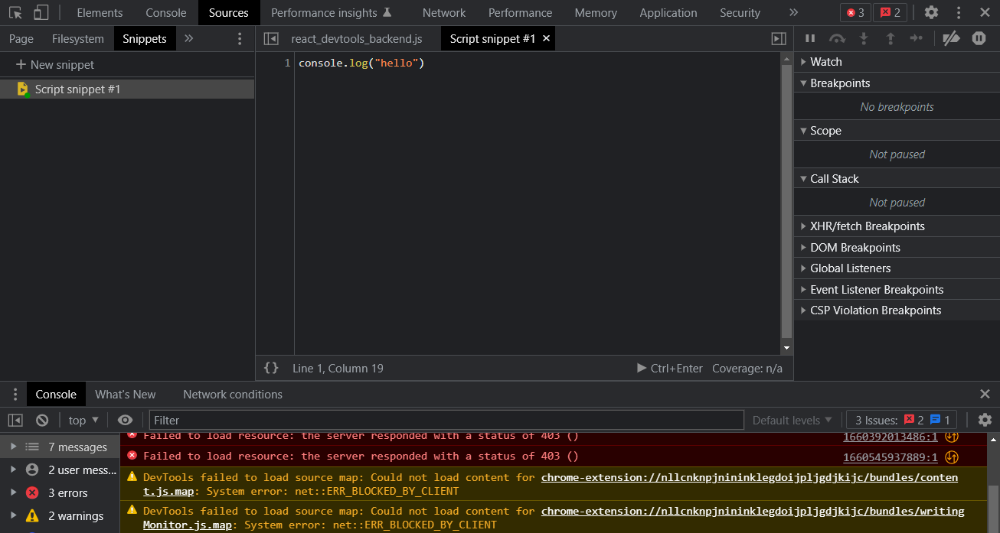 Elements Console Sources Performance insights Network Performance Memory Application Security 3 2
Page Filesystem Snippets react_devtools_backend.js Script snippet #1
New snippet
Script snippet #1
1 console.log("hello")
Watch
Breakpoints
No breakpoints
Scope
Not paused
Call Stack
Not paused
XHR/fetch Breakpoints
DOM Breakpoints
Global Listeners
Event Listener Breakpoints
CSP Violation Breakpoints
{} Line 1, Column 19 Ctrl+Enter Coverage: n/a
Console What's New Network conditions
top Filter Default levels 3 Issues: 2 1
7 messages
2 user mess...
3 errors
2 warnings
Failed to load resource: the server responded with a status of 403 () 1660392013486:1
Failed to load resource: the server responded with a status of 403 () 1660545937889:1
DevTools failed to load source map: Could not load content for chrome-extension://nllcnknpjnininklegdoijpljgdjkijc/bundles/conten
t.js.map: System error: net::ERR_BLOCKED_BY_CLIENT
DevTools failed to load source map: Could not load content for chrome-extension://nllcnknpjnininklegdoijpljgdjkijc/bundles/writing
Monitor.js.map: System error: net::ERR_BLOCKED_BY_CLIENT